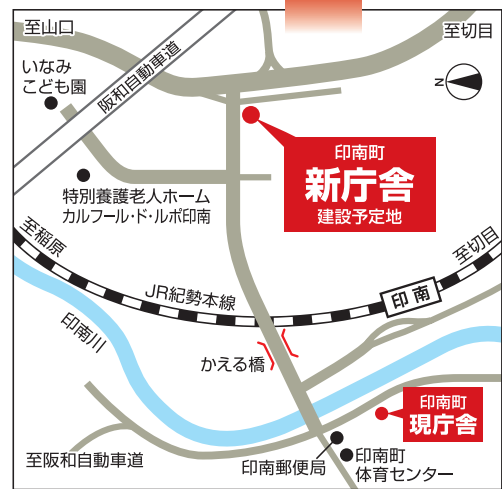 至山口
至切目
いなみ
こども園
阪和自動車道
N
印南町
新庁舎
建設予定地
特別養護老人ホーム
カルフール・ド・ルポ印南
至稲原
至切目
JR紀勢本線
印南
印南川
かえる橋
印南町
現庁舎
至阪和自動車道
印南郵便局
印南町
体育センター